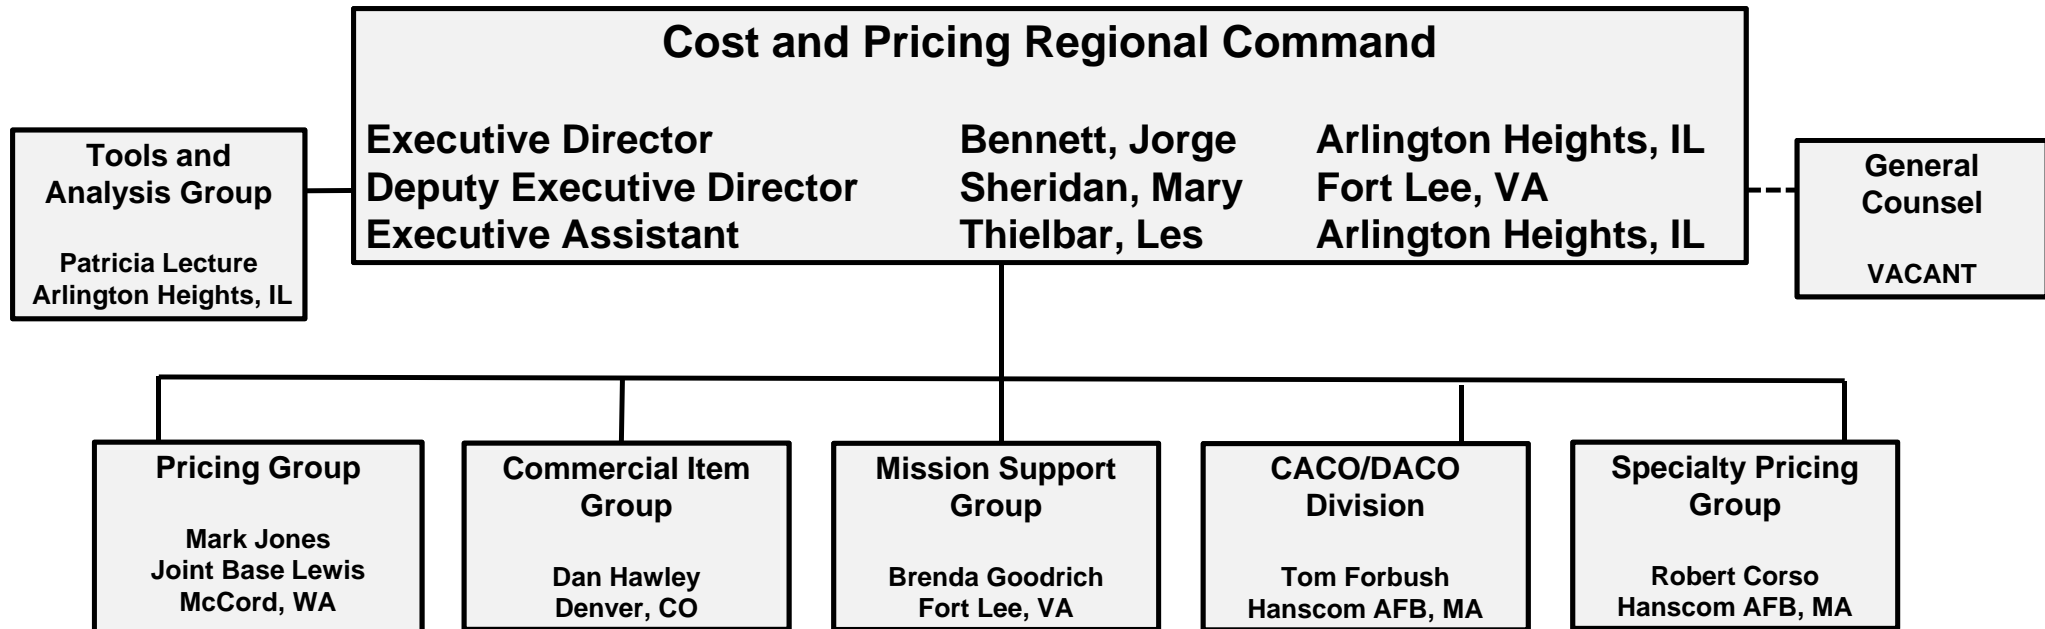 Cost and Pricing Regional Command
Executive Director Bennett, Jorge Arlington Heights, IL
Deputy Executive Director Sheridan, Mary Fort Lee, VA
Executive Assistant Thielbar, Les Arlington Heights, IL
Tools and
Analysis Group
Patricia Lecture
Arlington Heights, IL
General
Counsel
VACANT
Pricing Group
Mark Jones
Joint Base Lewis
McCord, WA
Commercial Item
Group
Dan Hawley
Denver, CO
Mission Support
Group
Brenda Goodrich
Fort Lee, VA
CACO/DACO
Division
Tom Forbush
Hanscom AFB, MA
Specialty Pricing
Group
Robert Corso
Hanscom AFB, MA